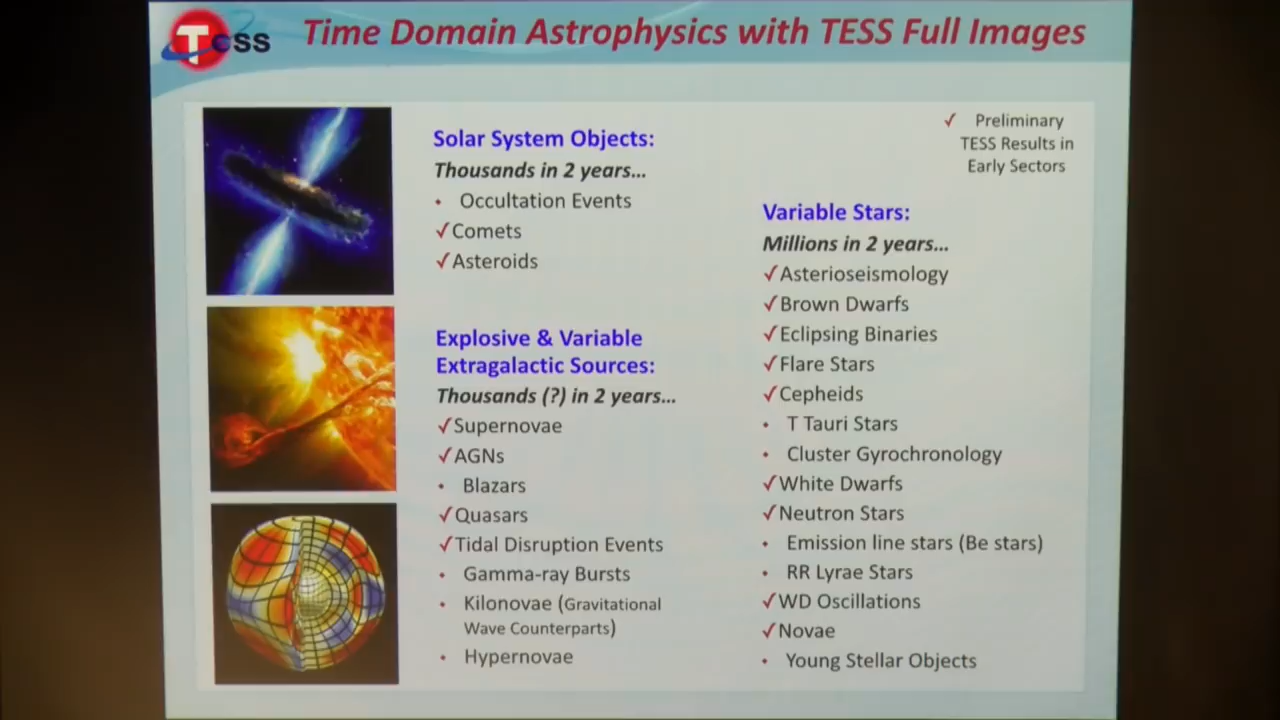 Tess
Time Domain Astrophysics with TESS Full Images
Solar System Objects:
Thousands in 2 years...
• Occultation Events
✓Comets
✓Asteroids
Explosive & Variable
Extragalactic Sources:
Thousands (?) in 2 years...
✓Supernovae
✓AGNs
• Blazars
✓Quasars
✓Tidal Disruption Events
• Gamma-ray Bursts
• Kilonovae (Gravitational
Wave Counterparts)
• Hypernovae
✓ Preliminary
TESS Results in
Early Sectors
Variable Stars:
Millions in 2 years...
✓Asterioseismology
✓Brown Dwarfs
✓Eclipsing Binaries
✓Flare Stars
✓Cepheids
• T Tauri Stars
• Cluster Gyrochronology
✓White Dwarfs
✓Neutron Stars
• Emission line stars (Be stars)
• RR Lyrae Stars
✓WD Oscillations
✓Novae
• Young Stellar Objects